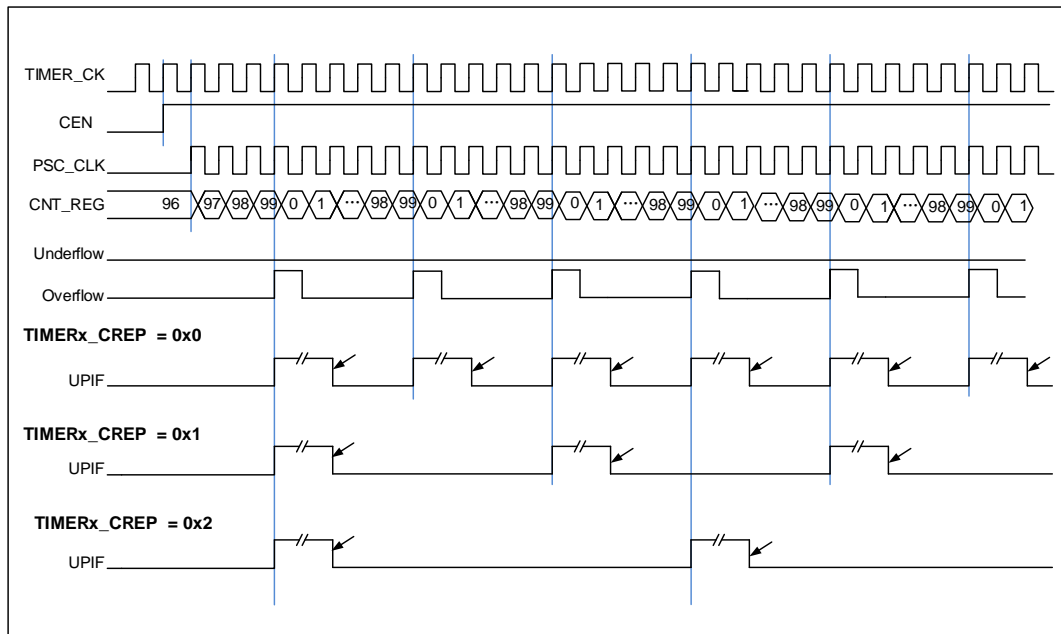 TIMER_CK
CEN
PSC_CLK
CNT_REG 96 97 98 99 0 1 ... 98 99 0 1 ... 98 99 0 1 ... 98 99 0 1 ... 98 99 0 1 ... 98 99 0 1
Underflow
Overflow
TIMERx_CREP = 0x0
UPIF
TIMERx_CREP = 0x1
UPIF
TIMERx_CREP = 0x2
UPIF